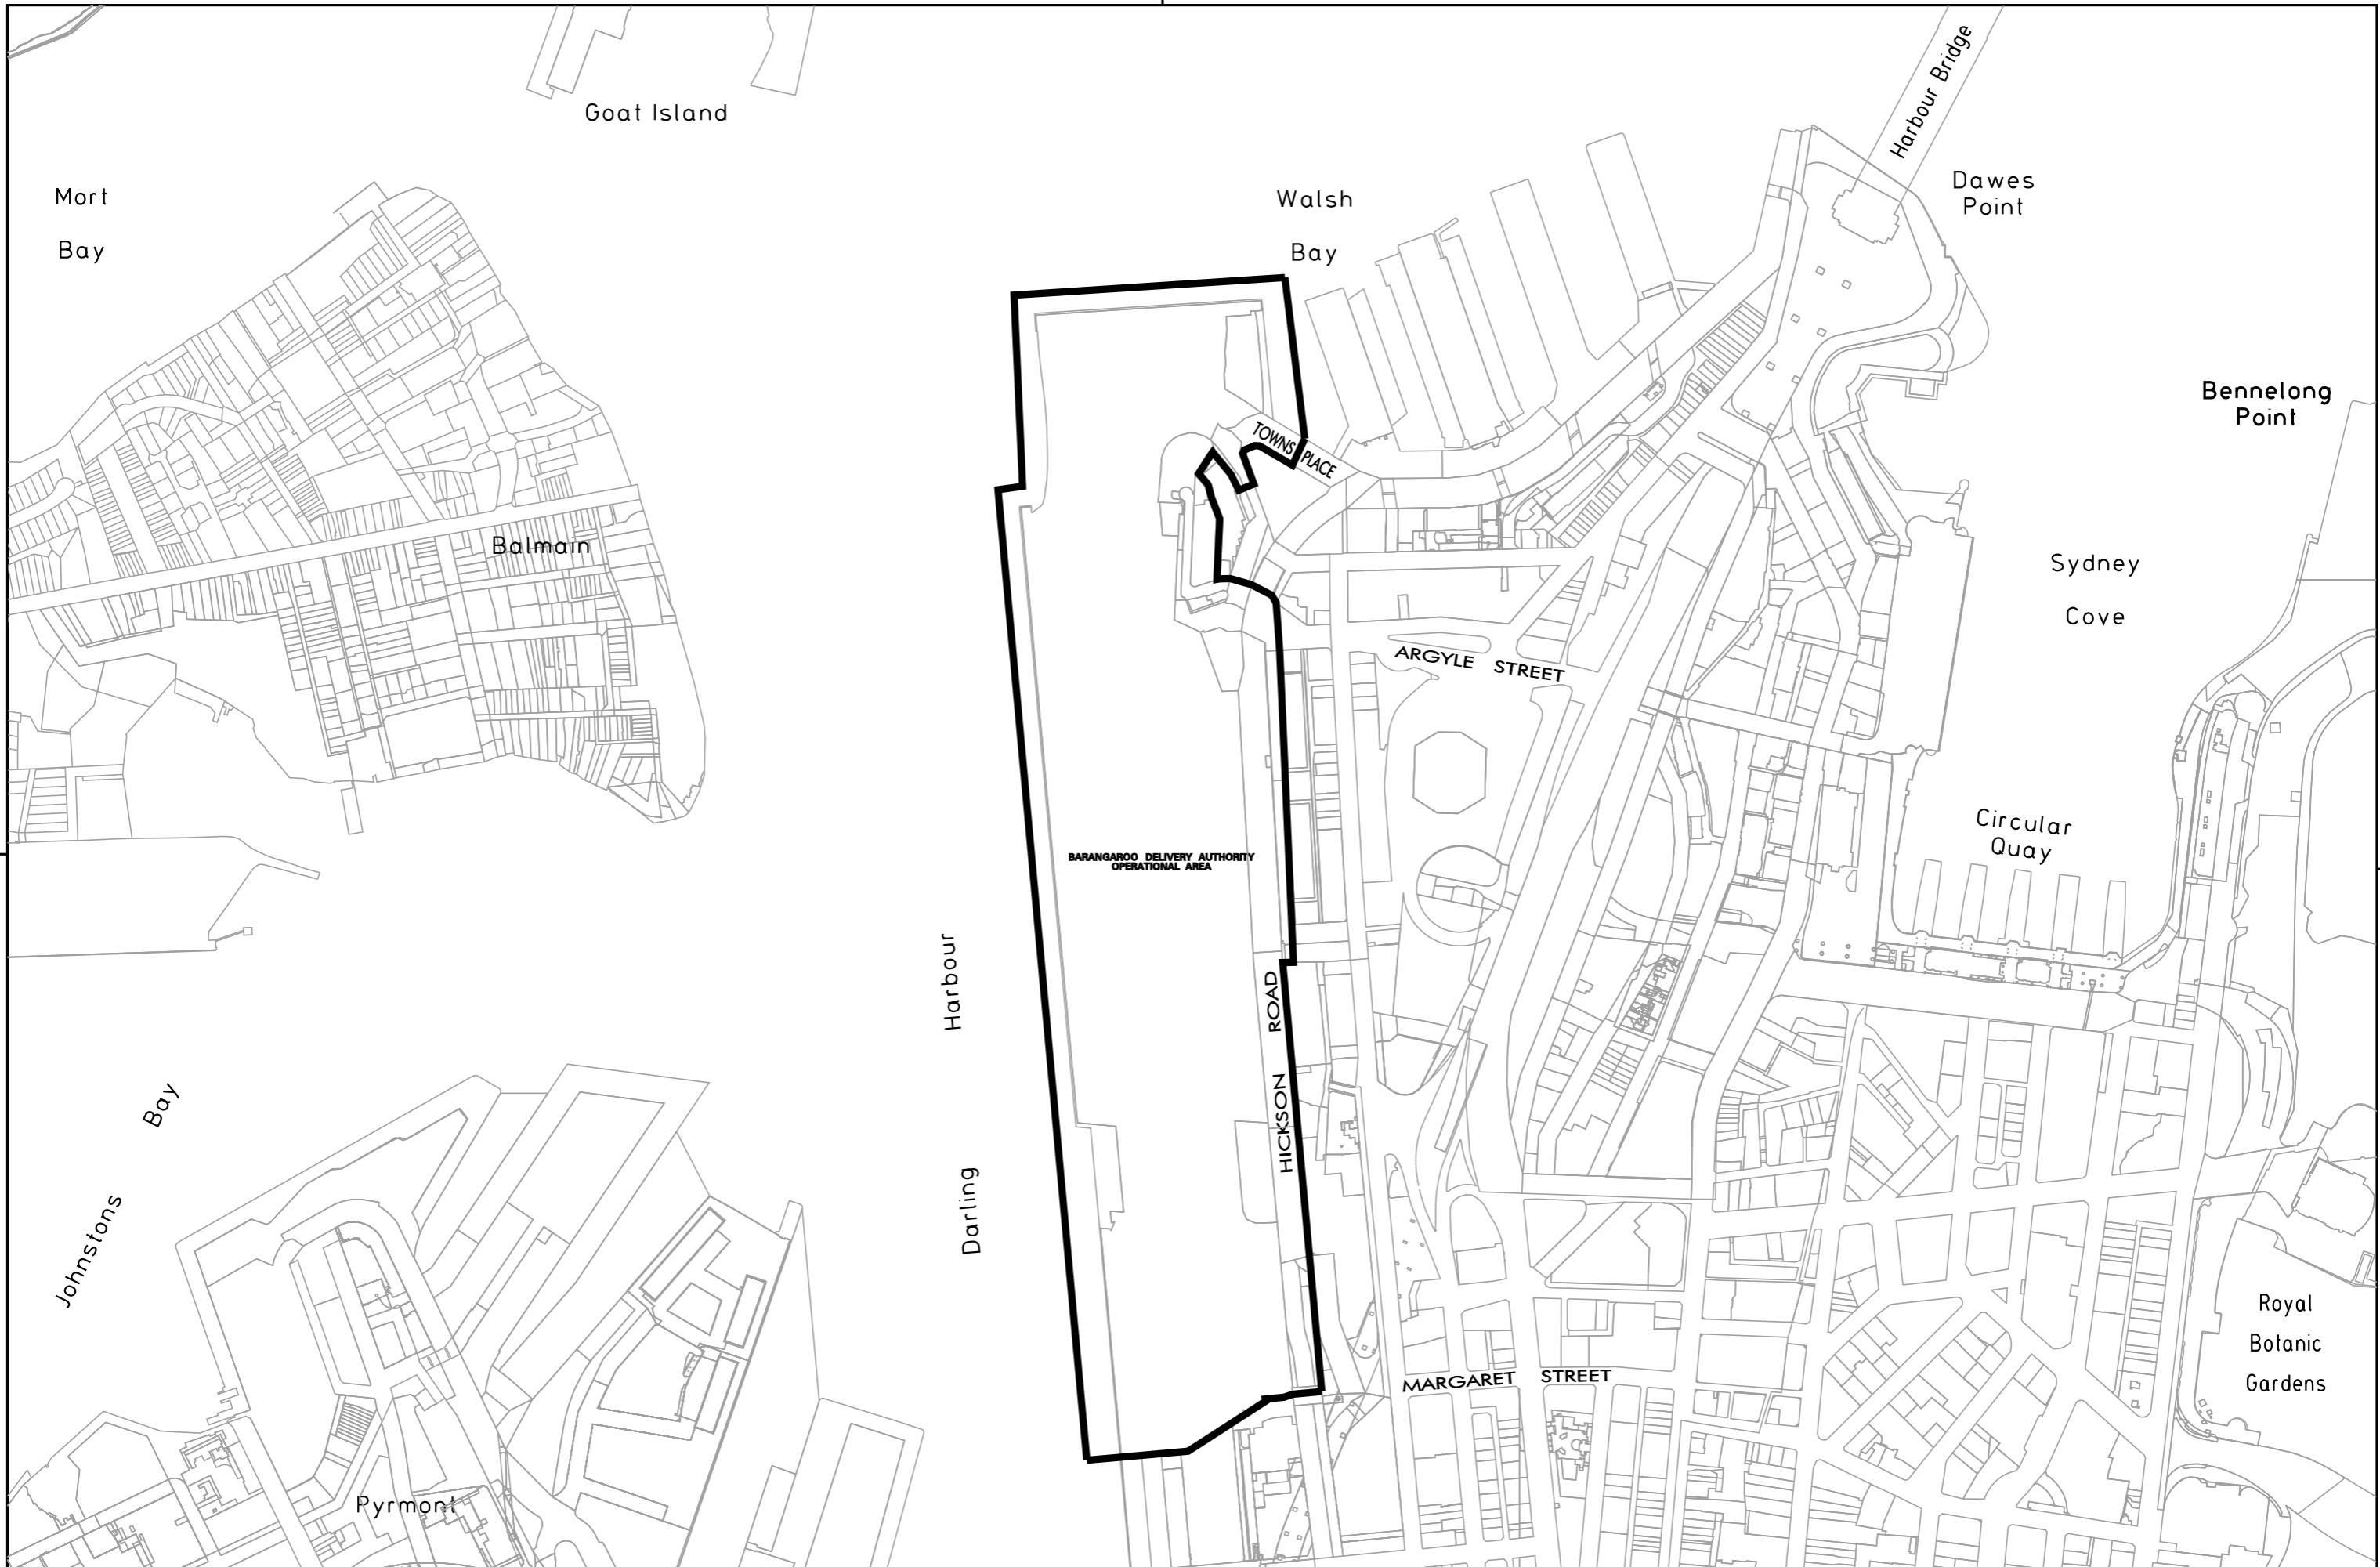 Harbour Bridge
Goat Island
Mort
Bay
Walsh
Bay
Dawes
Point
Bennelong
Point
TOWNS PLACE
Balmain
Sydney
Cove
ARGYLE STREET
Circular
Quay
BARANGAROO DELIVERY AUTHORITY
OPERATIONAL AREA
Darling Harbour
HICKSON ROAD
Johnstons Bay
Royal
Botanic
Gardens
MARGARET STREET
Pyrmont